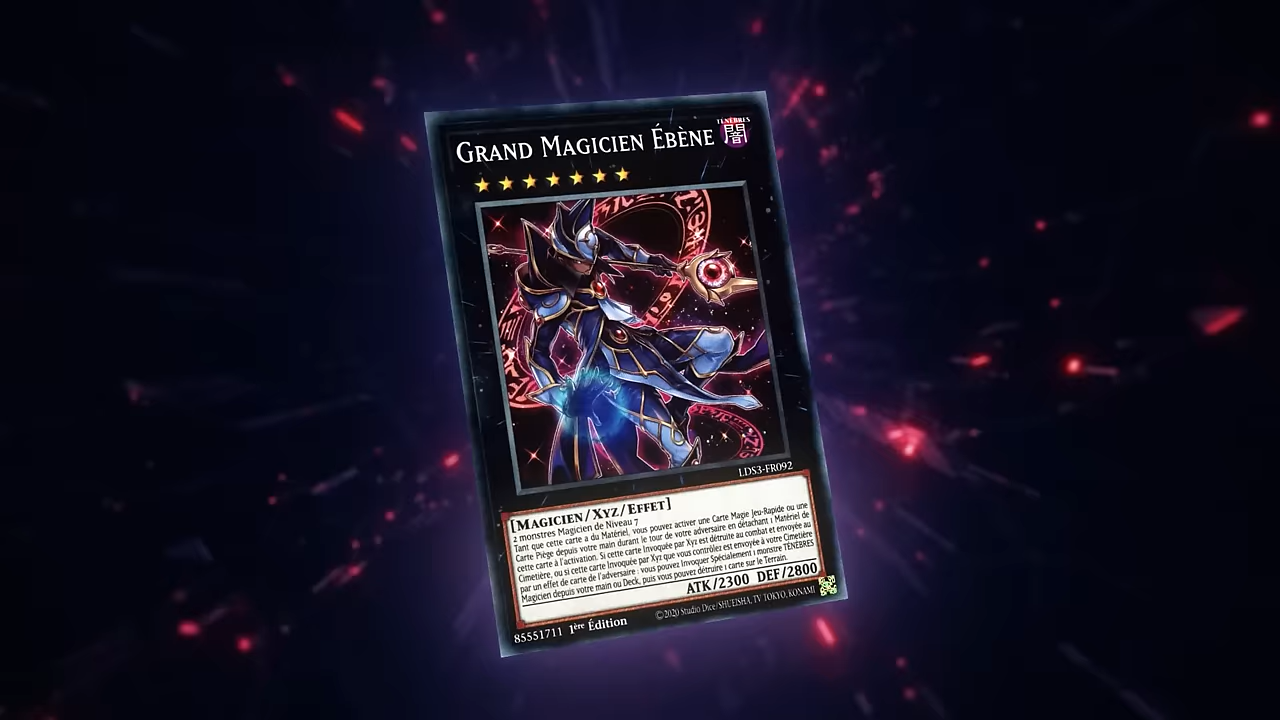 GRAND MAGICIEN ÉBÈNE
TÉNÈBRES
闇
LDS3-FR092
[MAGICIEN/XYZ/EFFET]
2 monstres Magicien de Niveau 7
Tant que cette carte a du Matériel, vous pouvez activer une Carte Magie Jeu-Rapide ou une
Carte Piège depuis votre main durant le tour de votre adversaire en détachant 1 Matériel de
cette carte à l'activation. Si cette carte Invoquée par Xyz est détruite au combat et envoyée au
Cimetière, ou si cette carte Invoquée par Xyz que vous contrôlez est envoyée à votre Cimetière
par un effet de carte de l'adversaire : vous pouvez Invoquer Spécialement 1 monstre TÉNÈBRES
Magicien depuis votre main ou Deck, puis vous pouvez détruire 1 carte sur le Terrain.
ATK/2300 DEF/2800
85551711 1ère Édition
©2020 Studio Dice/SHUEISHA, TV TOKYO, KONAMI